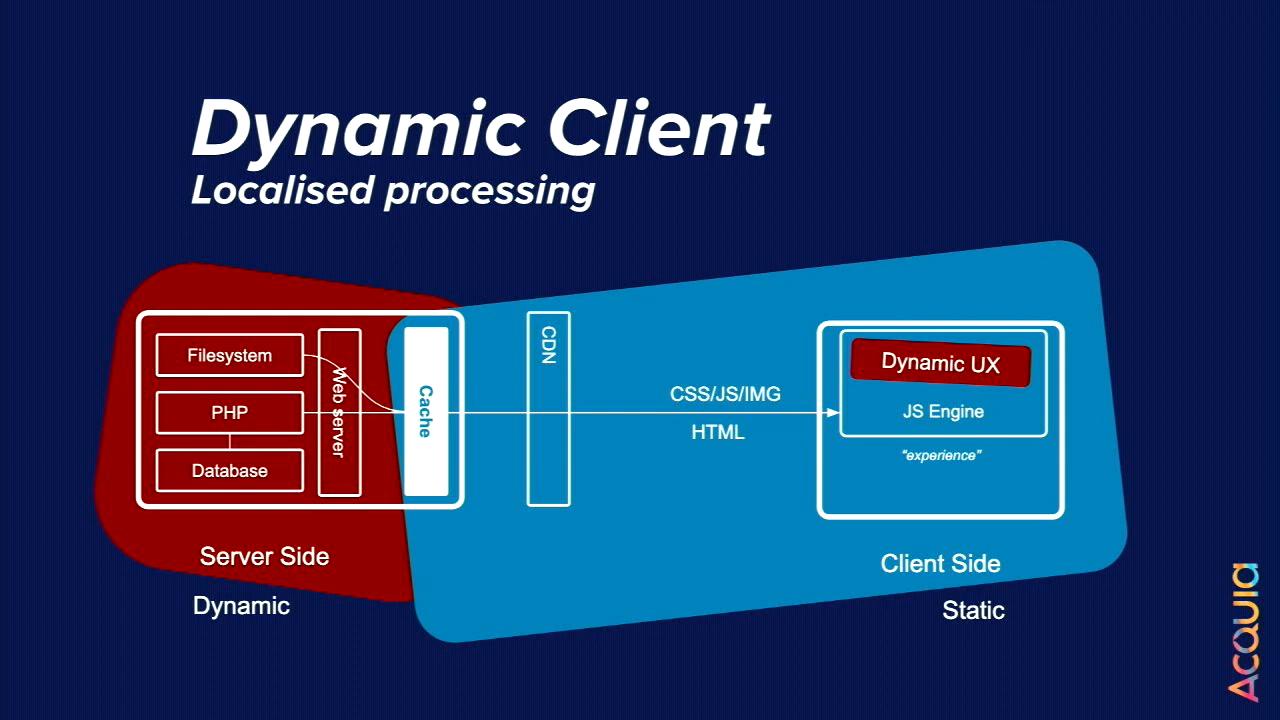 Dynamic Client
Localised processing
Filesystem
PHP
Database
Web server
Cache
CDN
CSS/JS/IMG
HTML
Dynamic UX
JS Engine
“experience”
Server Side
Dynamic
Client Side
Static
ACQUIA